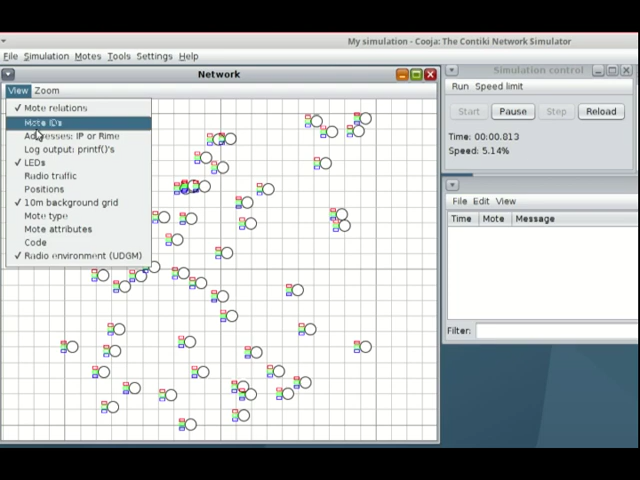 My simulation - Cooja: The Contiki Network Simulator
File Simulation Motes Tools Settings Help
Network
View Zoom
✓ Mote relations
Mote IDs
Addresses: IP or Rime
Log output: printf()'s
✓ LEDs
Radio traffic
Positions
✓ 10m background grid
Mote type
Mote attributes
Code
✓ Radio environment (UDGM)
Simulation control
Run Speed limit
Start Pause Step Reload
Time: 00:00.813
Speed: 5.14%
File Edit View
Time Mote Message
Filter: